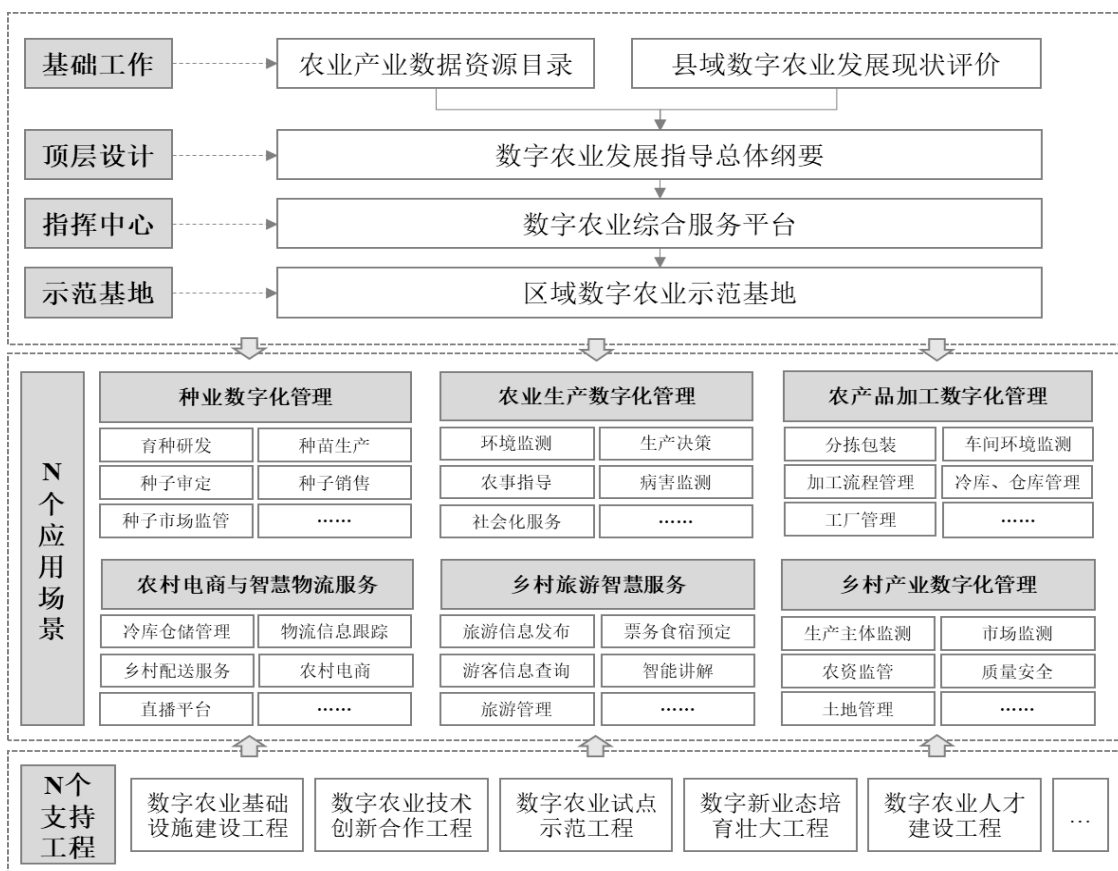 基础工作
农业产业数据资源目录
县域数字农业发展现状评价
顶层设计
数字农业发展指导总体纲要
指挥中心
数字农业综合服务平台
示范基地
区域数字农业示范基地
N
个
应
用
场
景
种业数字化管理
育种研发
种苗生产
种子审定
种子销售
种子市场监管
……
农业生产数字化管理
环境监测
生产决策
农事指导
病害监测
社会化服务
……
农产品加工数字化管理
分拣包装
车间环境监测
加工流程管理
冷库、仓库管理
工厂管理
……
农村电商与智慧物流服务
冷库仓储管理
物流信息跟踪
乡村配送服务
农村电商
直播平台
……
乡村旅游智慧服务
旅游信息发布
票务食宿预定
游客信息查询
智能讲解
旅游管理
……
乡村产业数字化管理
生产主体监测
市场监测
农资监管
质量安全
土地管理
……
N个
支持
工程
数字农业基础
设施建设工程
数字农业技术
创新合作工程
数字农业试点
示范工程
数字新业态培
育壮大工程
数字农业人才
建设工程
…